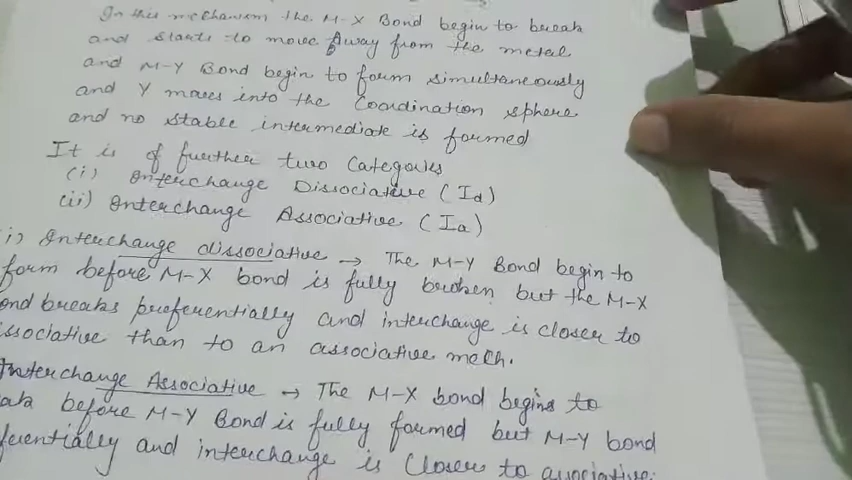 In this mechanism the M-X Bond begin to break
and starts to move Away from the metal
and M-Y Bond begin to form simultaneously
and Y moves into the Coordination sphere
and no stable intermediate is formed
It is of further two Categories
(i) Interchange Dissociative (Id)
(ii) Interchange Associative (Ia)
i) Interchange dissociative → The M-Y Bond begin to
form before M-X bond is fully broken but the M-X
ond breaks preferentially and interchange is closer to
issociative than to an associative mech.
Interchange Associative → The M-X bond begins to
eak before M-Y Bond is fully formed but M-Y bond
ferentially and interchange is Closer to associative.